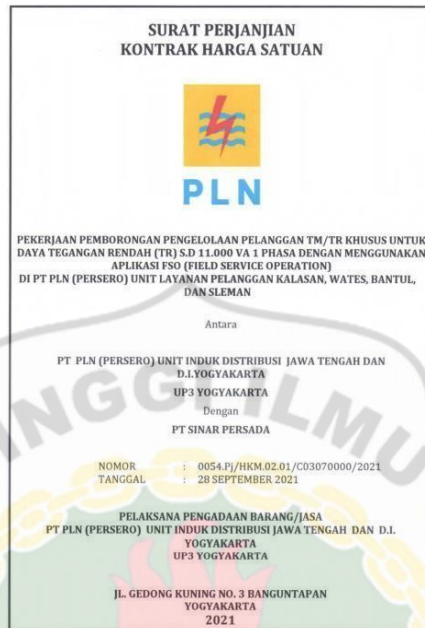 SURAT PERJANJIAN
KONTRAK HARGA SATUAN
PLN
PEKERJAAN PEMBORONGAN PENGELOLAAN PELANGGAN TM/TR KHUSUS UNTUK
DAYA TEGANGAN RENDAH (TR) S.D 11.000 VA 1 PHASA DENGAN MENGGUNAKAN
APLIKASI FSO (FIELD SERVICE OPERATION)
DI PT PLN (PERSERO) UNIT LAYANAN PELANGGAN KALASAN, WATES, BANTUL,
DAN SLEMAN
Antara
PT PLN (PERSERO) UNIT INDUK DISTRIBUSI JAWA TENGAH DAN
D.I.YOGYAKARTA
UP3 YOGYAKARTA
Dengan
PT SINAR PERSADA
NOMOR : 0054.Pj/HKM.02.01/C03070000/2021
TANGGAL : 28 SEPTEMBER 2021
PELAKSANA PENGADAAN BARANG/JASA
PT PLN (PERSERO) UNIT INDUK DISTRIBUSI JAWA TENGAH DAN D.I.
YOGYAKARTA
UP3 YOGYAKARTA
JL. GEDONG KUNING NO. 3 BANGUNTAPAN
YOGYAKARTA
2021
INGGI ILMU